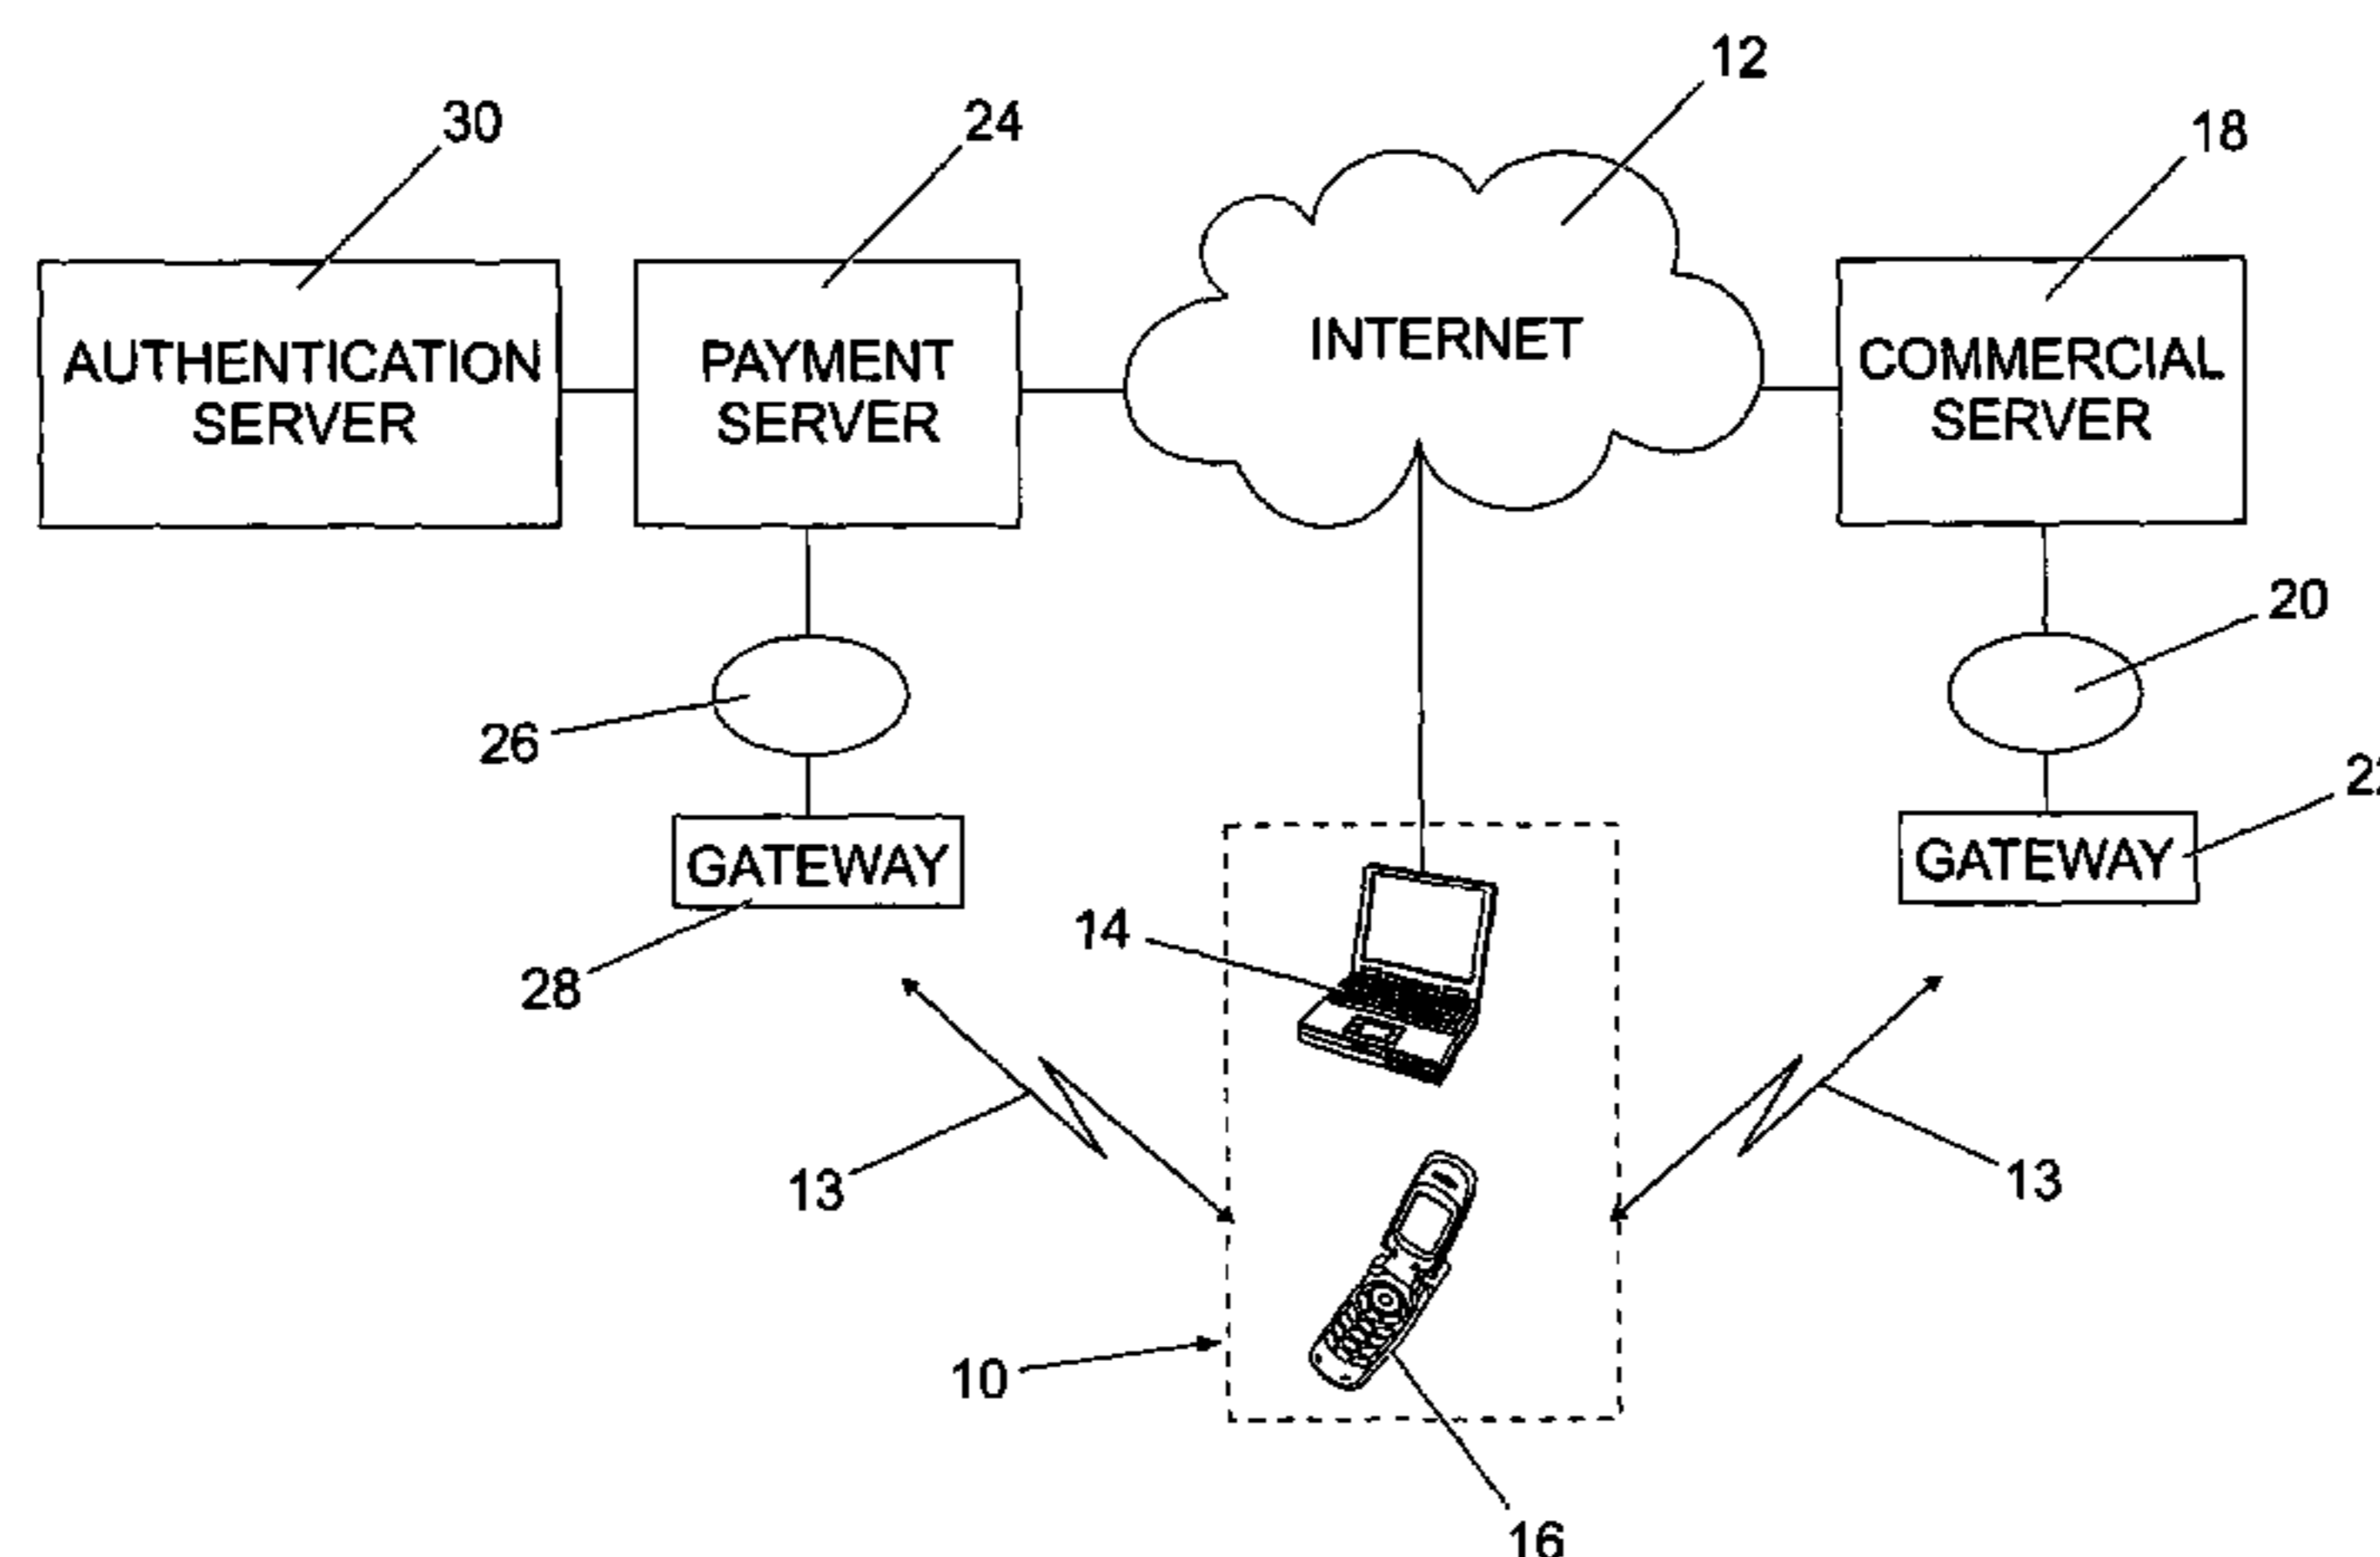 12
30
24
18
AUTHENTICATION
SERVER
PAYMENT
SERVER
INTERNET
COMMERCIAL
SERVER
20
26
GATEWAY
GATEWAY
14
28
13
13
10
16